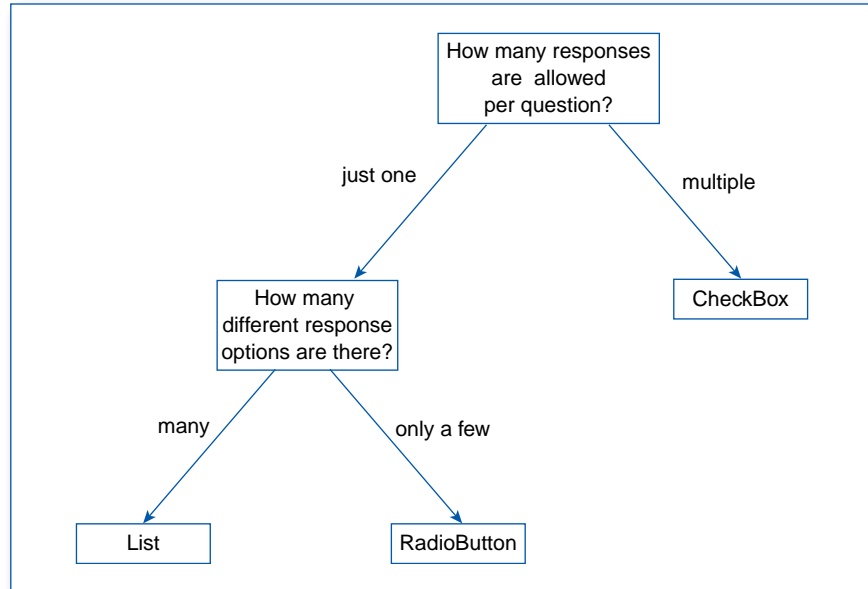 How many responses
are allowed
per question?
just one
multiple
How many
different response
options are there?
CheckBox
many
only a few
List
RadioButton